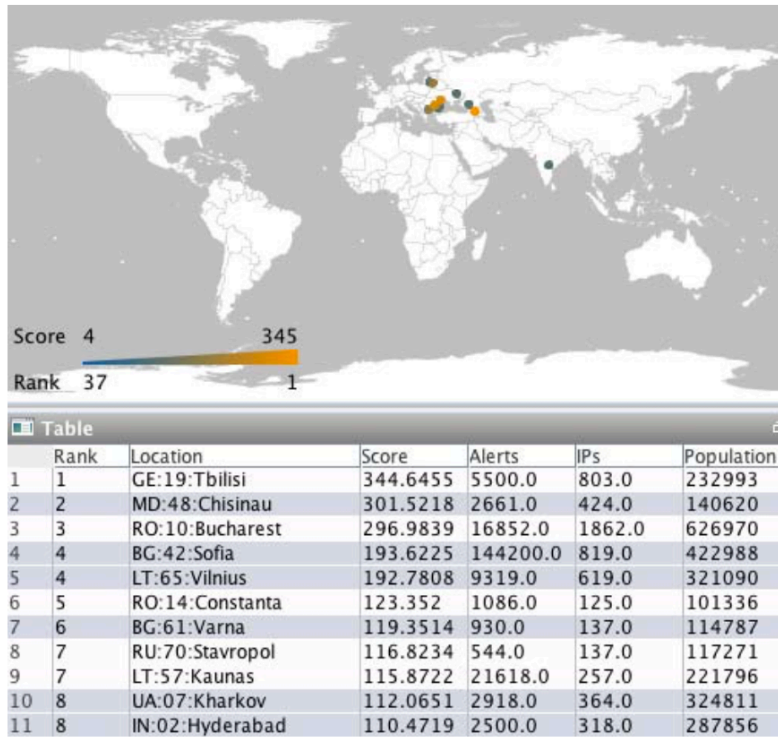 Score 4 345
Rank 37 1
Table
Rank Location Score Alerts IPs Population
1 1 GE:19:Tbilisi 344.6455 5500.0 803.0 232993
2 2 MD:48:Chisinau 301.5218 2661.0 424.0 140620
3 3 RO:10:Bucharest 296.9839 16852.0 1862.0 626970
4 4 BG:42:Sofia 193.6225 144200.0 819.0 422988
5 4 LT:65:Vilnius 192.7808 9319.0 619.0 321090
6 5 RO:14:Constanta 123.352 1086.0 125.0 101336
7 6 BG:61:Varna 119.3514 930.0 137.0 114787
8 7 RU:70:Stavropol 116.8234 544.0 137.0 117271
9 7 LT:57:Kaunas 115.8722 21618.0 257.0 221796
10 8 UA:07:Kharkov 112.0651 2918.0 364.0 324811
11 8 IN:02:Hyderabad 110.4719 2500.0 318.0 287856